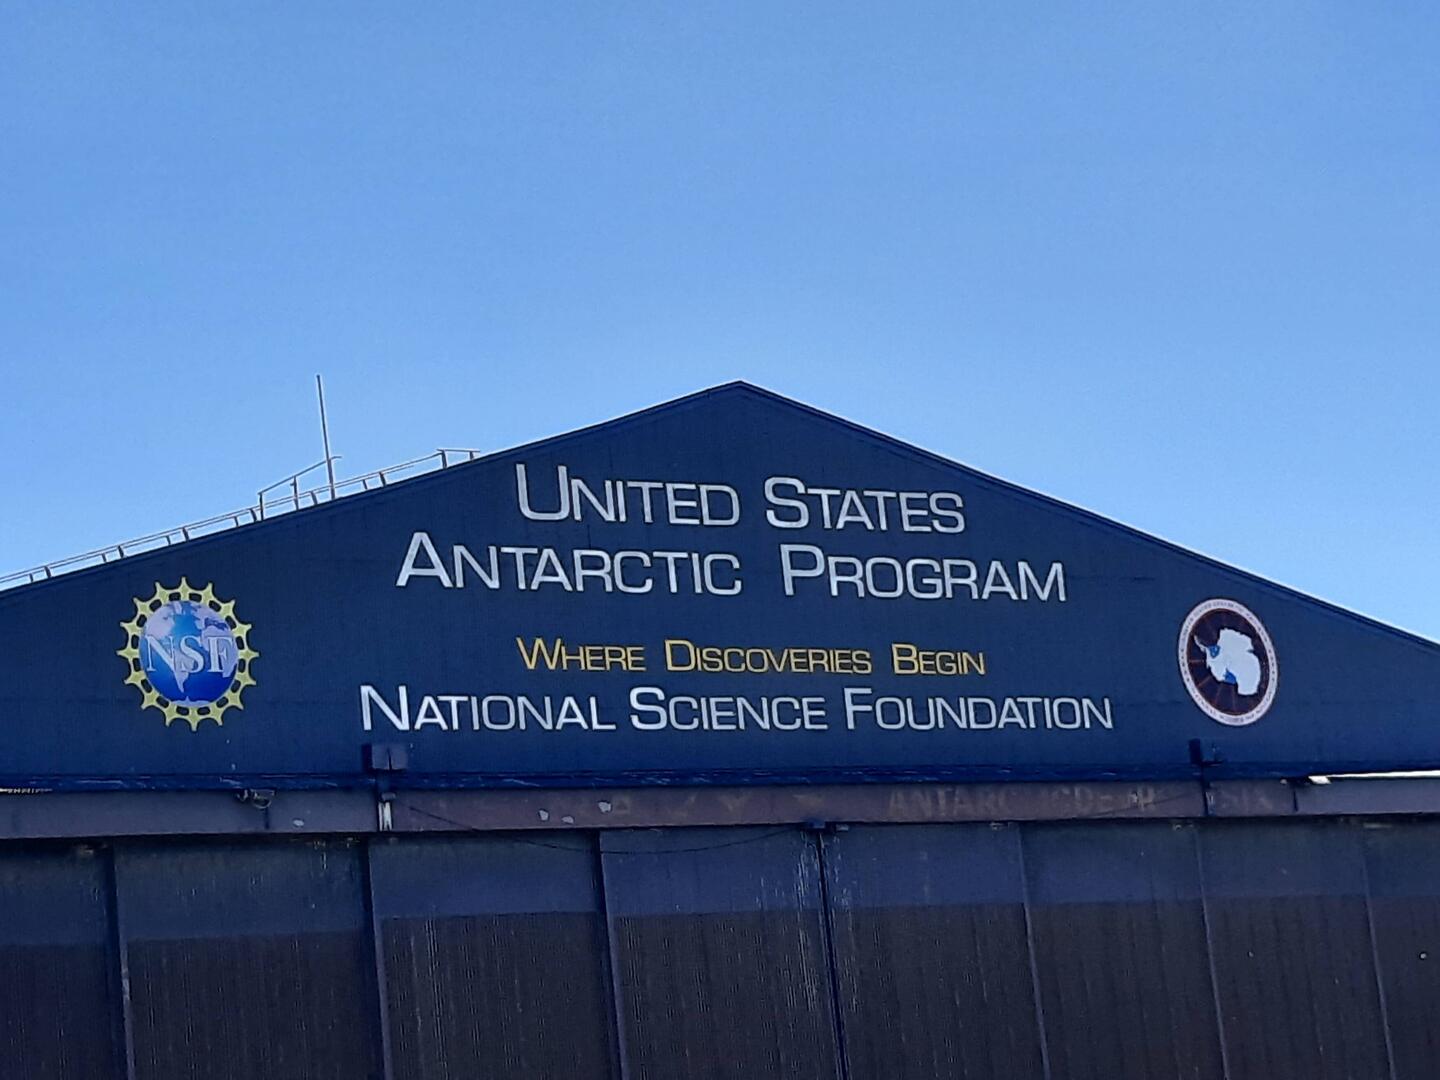 UNITED STATES
ANTARCTIC PROGRAM
WHERE DISCOVERIES BEGIN
NATIONAL SCIENCE FOUNDATION
NSF